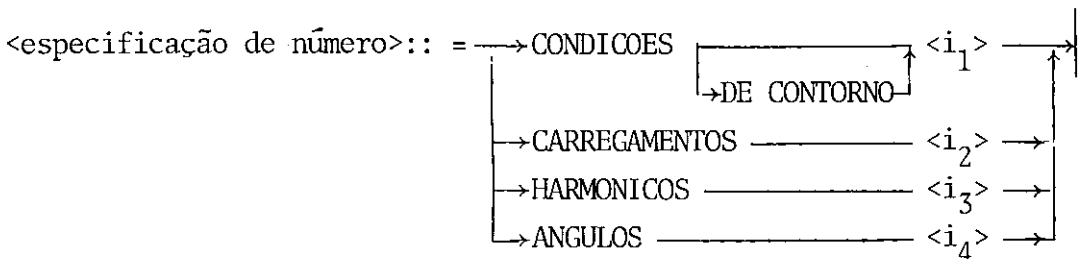 <especificação de número>:: = CONDICOES <i1>
DE CONTORNO
CARREGAMENTOS <i2>
HARMONICOS <i3>
ANGULOS <i4>